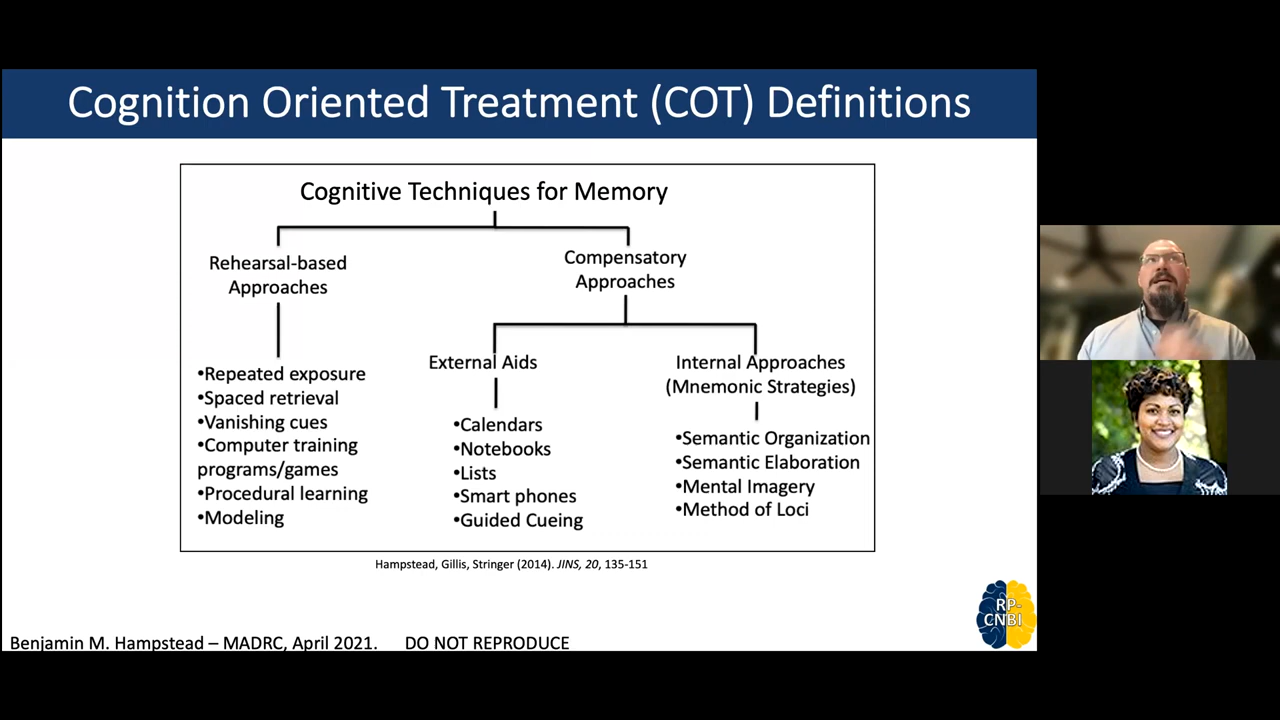 Cognition Oriented Treatment (COT) Definitions
Cognitive Techniques for Memory
Rehearsal-based
Approaches
•Repeated exposure
•Spaced retrieval
•Vanishing cues
•Computer training
programs/games
•Procedural learning
•Modeling
Compensatory
Approaches
External Aids
•Calendars
•Notebooks
•Lists
•Smart phones
•Guided Cueing
Internal Approaches
(Mnemonic Strategies)
•Semantic Organization
•Semantic Elaboration
•Mental Imagery
•Method of Loci
Hampstead, Gillis, Stringer (2014). JINS, 20, 135-151
RP-
CNBI
Benjamin M. Hampstead – MADRC, April 2021. DO NOT REPRODUCE